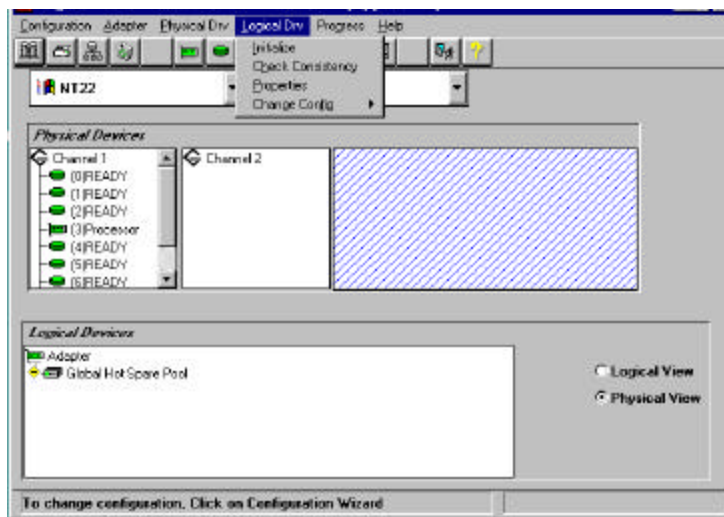 Configuration Adapter Physical Drv Logical Drv Progress Help
Initialize
Check Consistency
Properties
Change Config
NT22
Physical Devices
Channel 1
(0)READY
(1)READY
(2)READY
(3)Processor
(4)READY
(5)READY
(6)READY
Channel 2
Logical Devices
Adapter
Global Hot Spare Pool
Logical View
Physical View
To change configuration, Click on Configuration Wizard